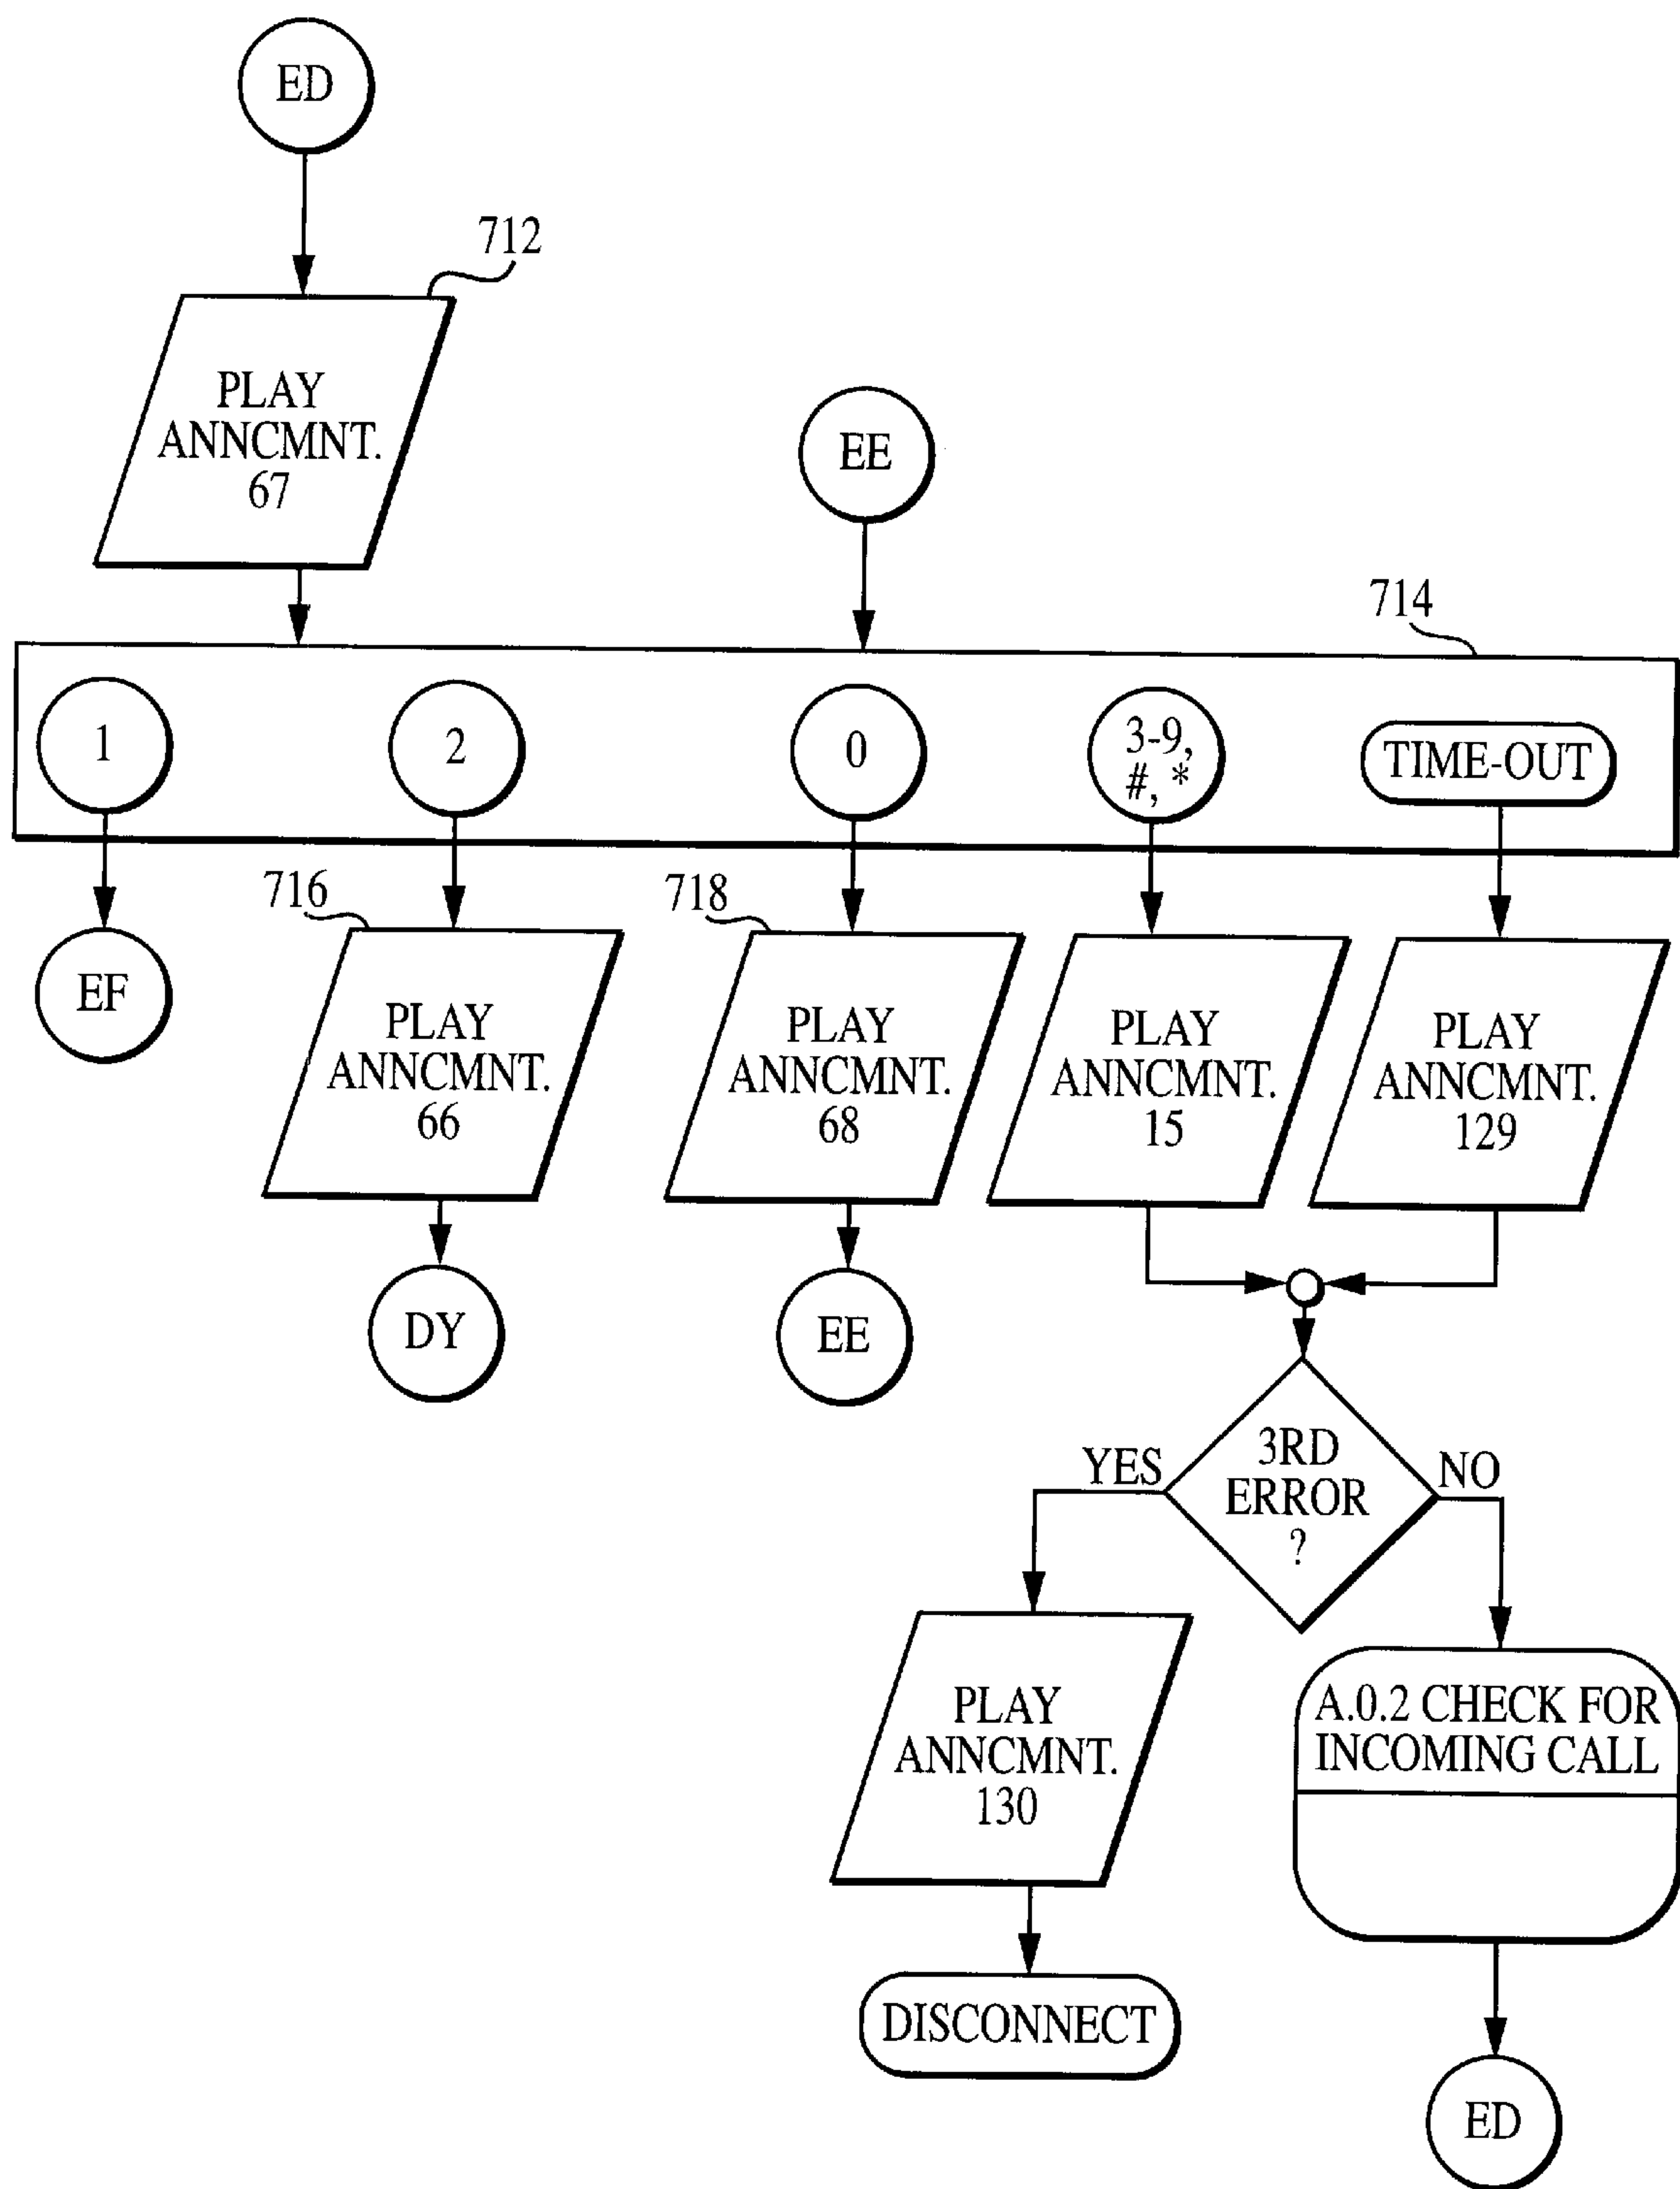 ED
712
PLAY
ANNCMNT.
67
EE
714
1
2
0
3-9,
#, *
TIME-OUT
EF
716
PLAY
ANNCMNT.
66
718
PLAY
ANNCMNT.
68
PLAY
ANNCMNT.
15
PLAY
ANNCMNT.
129
DY
EE
3RD
ERROR
?
YES
NO
PLAY
ANNCMNT.
130
A.0.2 CHECK FOR
INCOMING CALL
DISCONNECT
ED